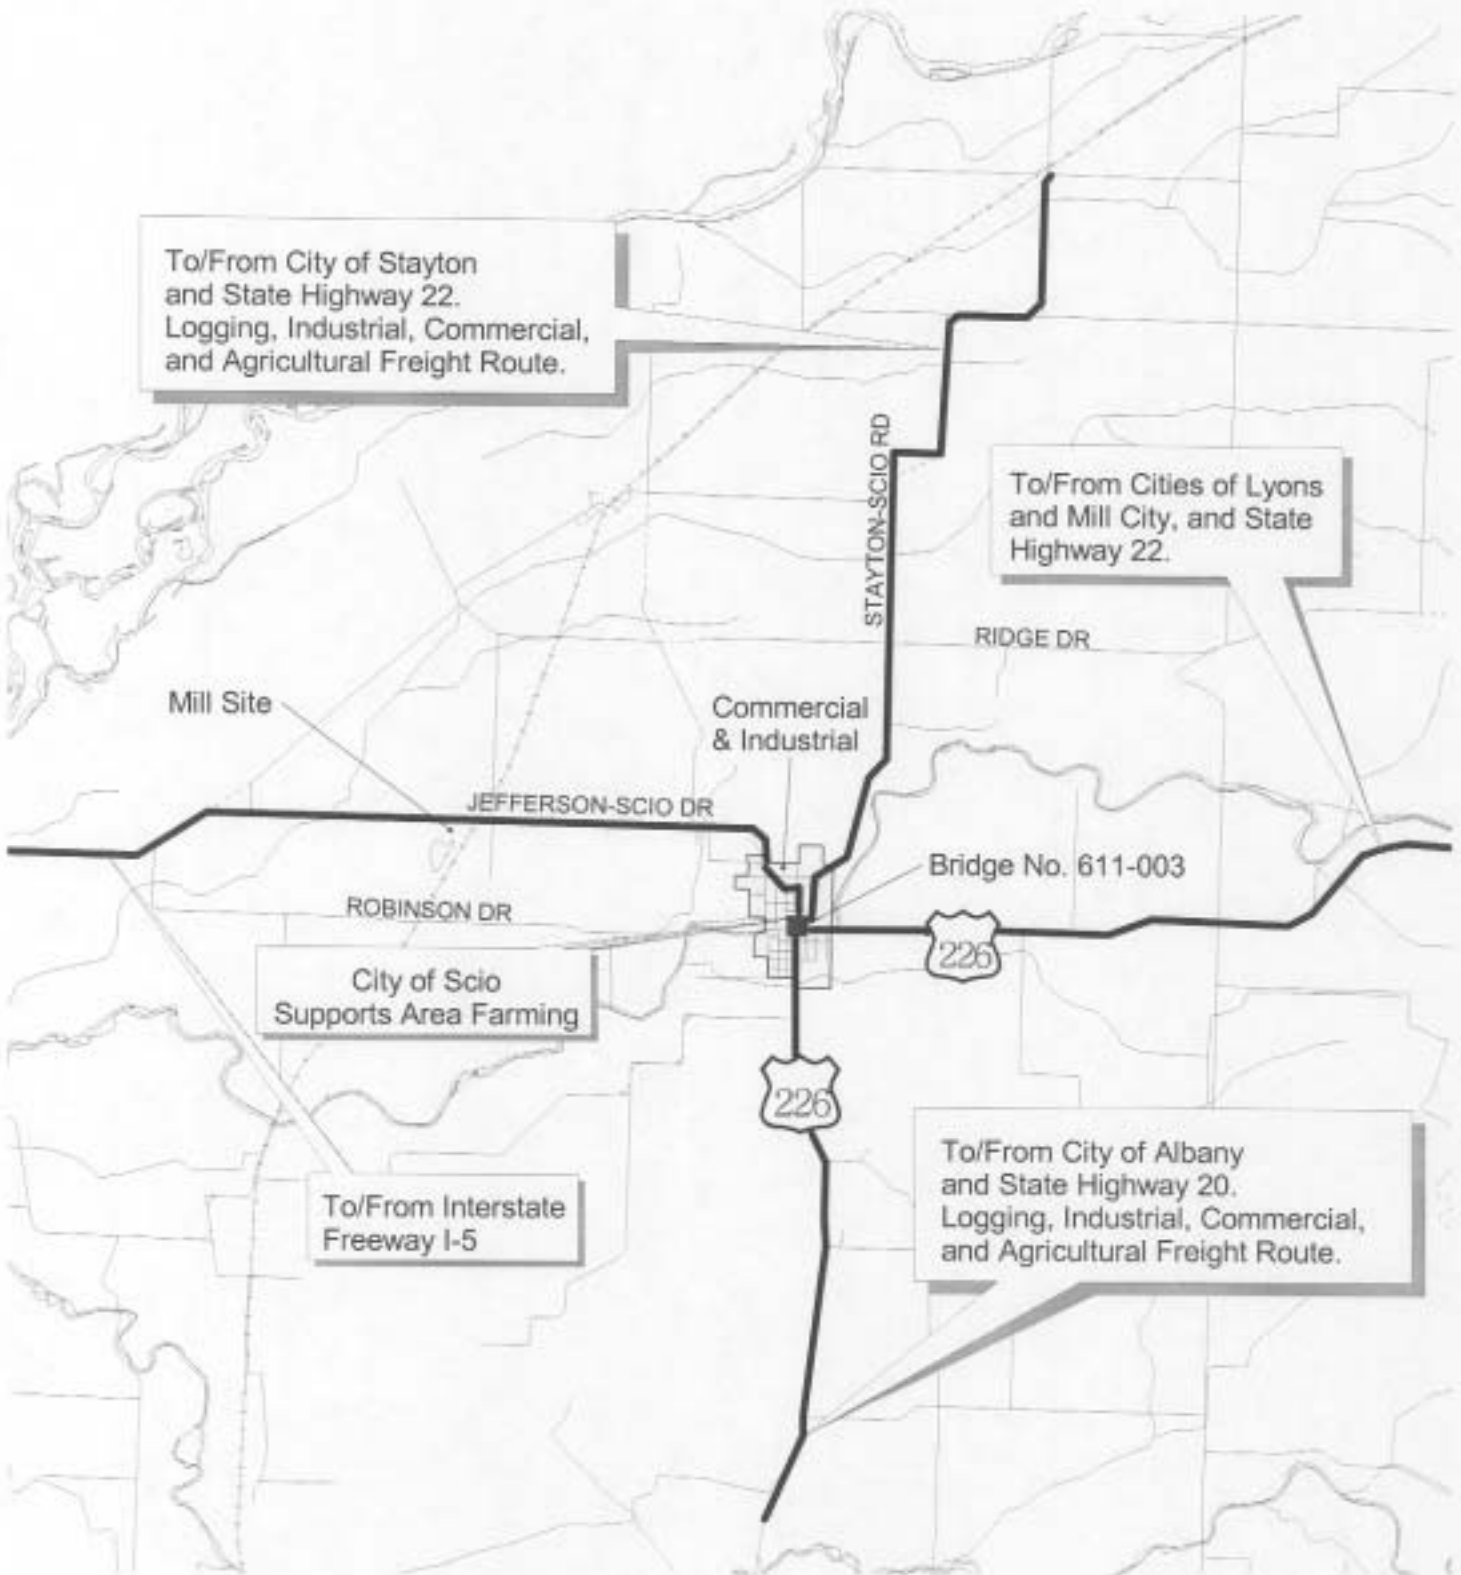 To/From City of Stayton
and State Highway 22.
Logging, Industrial, Commercial,
and Agricultural Freight Route.
STAYTON-SCIO RD
To/From Cities of Lyons
and Mill City, and State
Highway 22.
RIDGE DR
Mill Site
Commercial
& Industrial
JEFFERSON-SCIO DR
Bridge No. 611-003
ROBINSON DR
226
City of Scio
Supports Area Farming
226
To/From City of Albany
and State Highway 20.
Logging, Industrial, Commercial,
and Agricultural Freight Route.
To/From Interstate
Freeway I-5